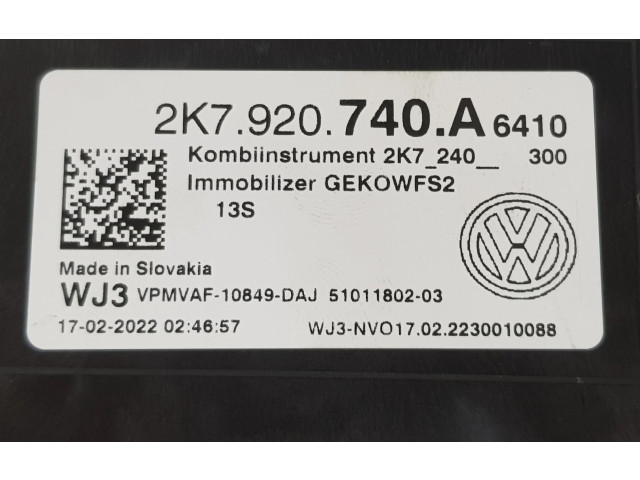 2K7.920.740.A 6410
Kombiinstrument 2K7_240__ 300
Immobilizer GEKOWFS2
13S
Made in Slovakia
WJ3 VPMVAF-10849-DAJ 51011802-03
17-02-2022 02:46:57 WJ3-NVO17.02.2230010088